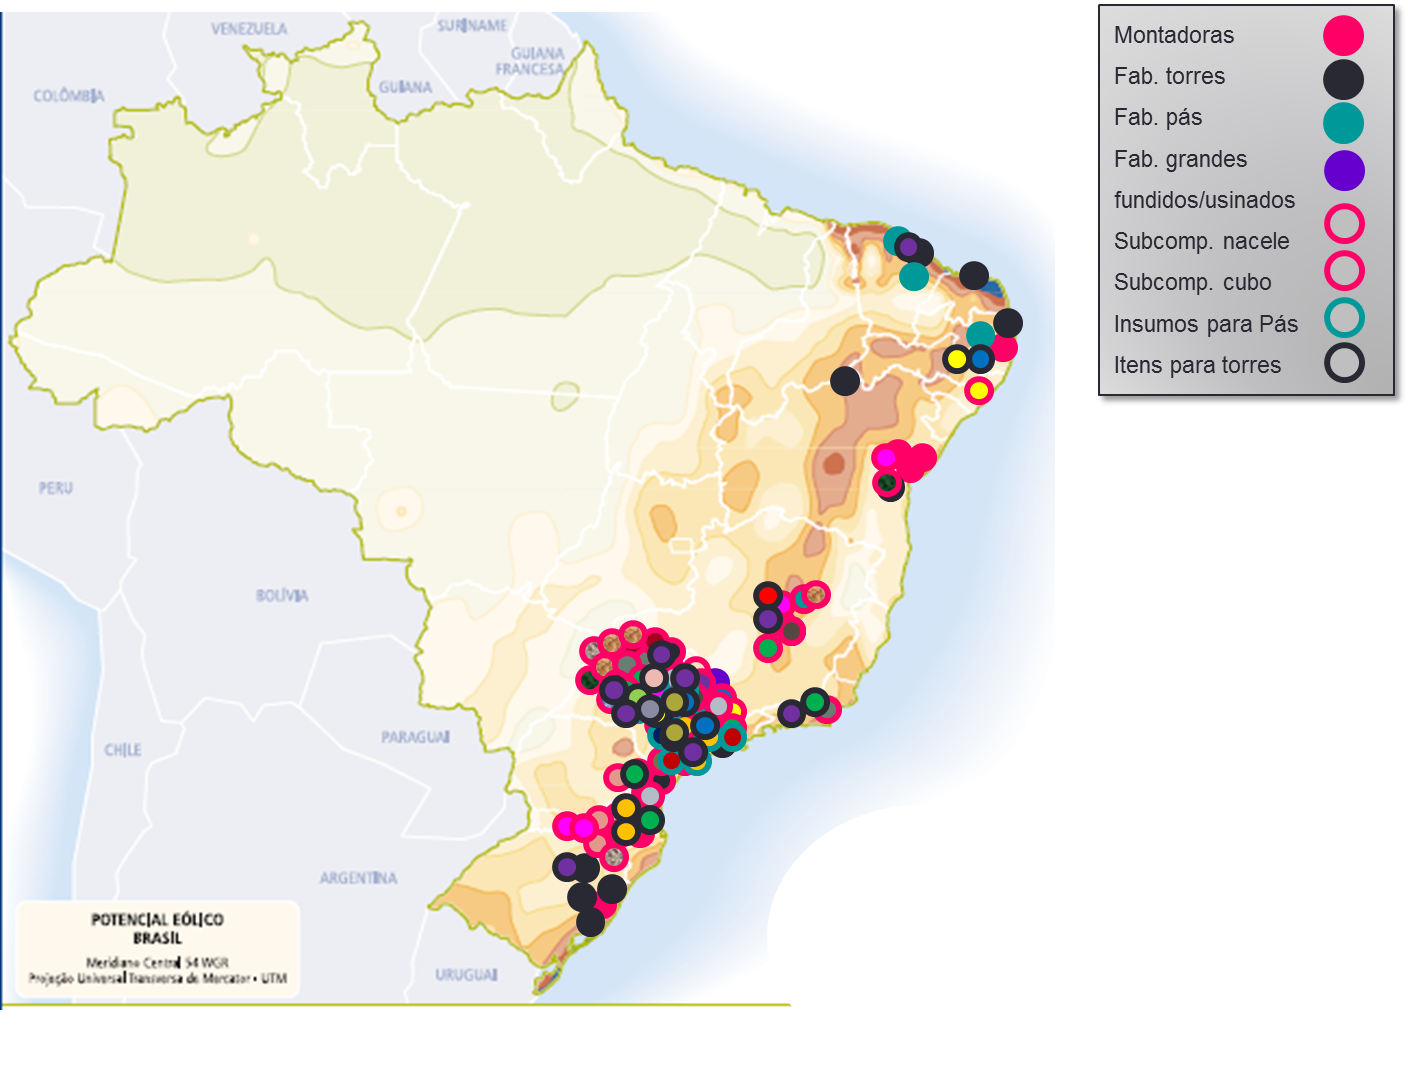 VENEZUELA
SURINAME
GUIANA
FRANCESA
GUIANA
COLÔMBIA
PERU
BOLÍVIA
CHILE
PARAGUAI
ARGENTINA
URUGUAI
POTENCIAL EÓLICO
BRASIL
Meridiano Central 54 WGR
Projeção Universal Transversa de Mercator • UTM
Montadoras
Fab. torres
Fab. pás
Fab. grandes
fundidos/usinados
Subcomp. nacele
Subcomp. cubo
Insumos para Pás
Itens para torres